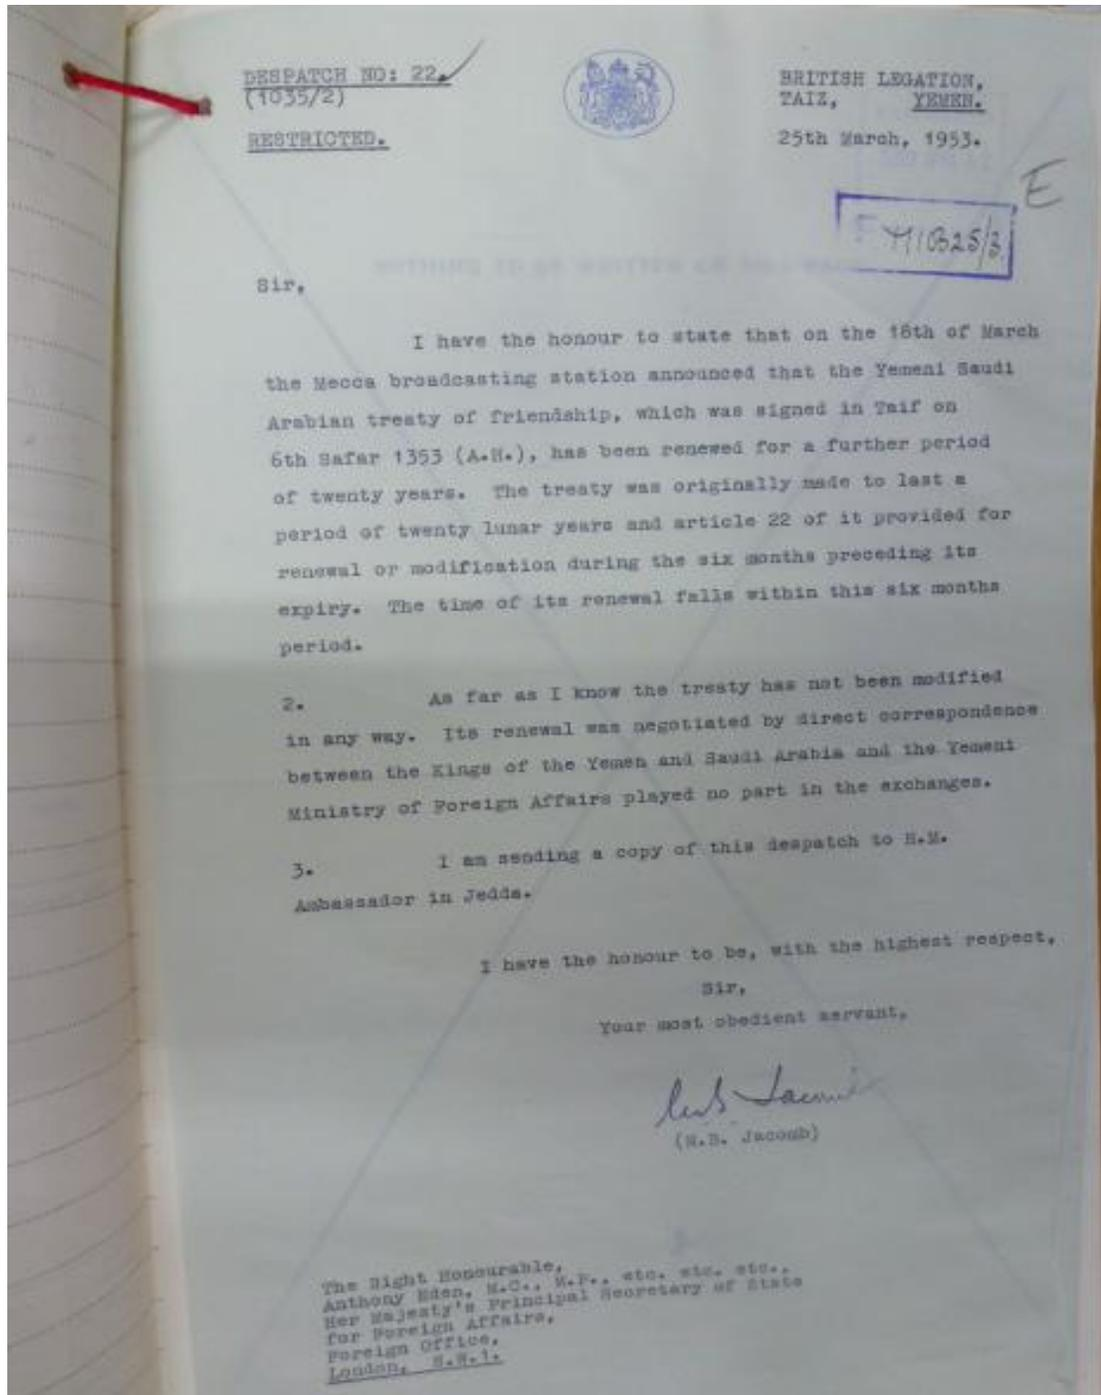 DESPATCH NO: 22.
(1035/2)
RESTRICTED.
BRITISH LEGATION,
TAIZ, YEMEN.
25th March, 1953.
E
Sir,
I have the honour to state that on the 18th of March
the Mecca broadcasting station announced that the Yemeni Saudi
Arabian treaty of friendship, which was signed in Taif on
6th Safar 1353 (A.H.), has been renewed for a further period
of twenty years. The treaty was originally made to last a
period of twenty lunar years and article 22 of it provided for
renewal or modification during the six months preceding its
expiry. The time of its renewal falls within this six months
period.
2. As far as I know the treaty has not been modified
in any way. Its renewal was negotiated by direct correspondence
between the Kings of the Yemen and Saudi Arabia and the Yemeni
Ministry of Foreign Affairs played no part in the exchanges.
3. I am sending a copy of this despatch to H.M.
Ambassador in Jedda.
I have the honour to be, with the highest respect,
Sir,
Your most obedient servant,
Jacomb)
The Right Honourable,
Anthony Eden, M.C., M.P., etc. etc. etc.,
Her Majesty's Principal Secretary of State
for Foreign Affairs,
Foreign Office,
London, S.W.1.